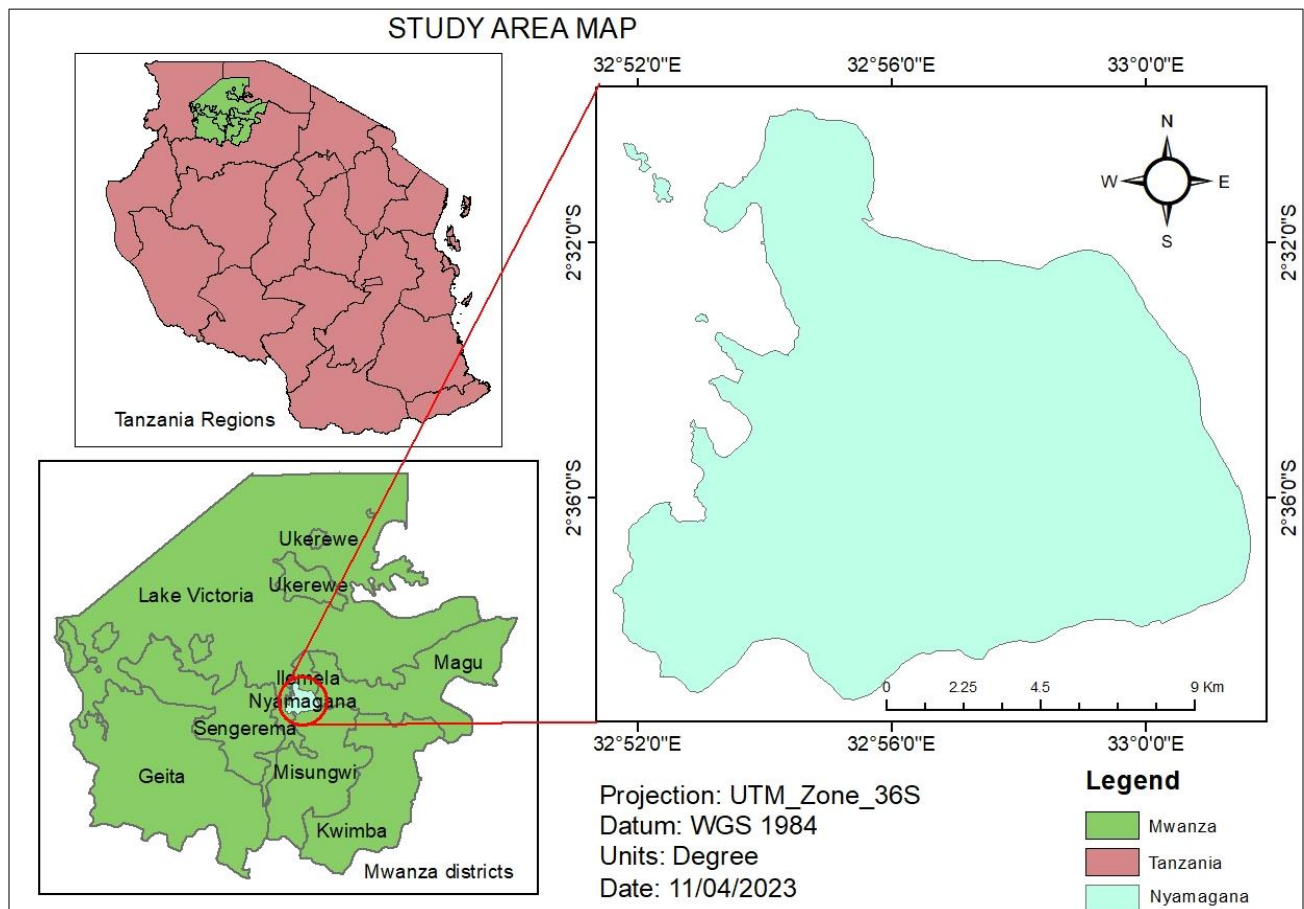 STUDY AREA MAP
Tanzania Regions
32°52'0"E 32°56'0"E 33°0'0"E
N
W E
S
2°32'0"S 2°32'0"S
2°36'0"S 2°36'0"S
0 2.25 4.5 9 Km
32°52'0"E 32°56'0"E 33°0'0"E
Ukerewe
Ukerewe
Lake Victoria
Magu
Ilemela
Nyamagana
Sengerema
Geita
Misungwi
Kwimba
Mwanza districts
Projection: UTM_Zone_36S
Datum: WGS 1984
Units: Degree
Date: 11/04/2023
Legend
Mwanza
Tanzania
Nyamagana